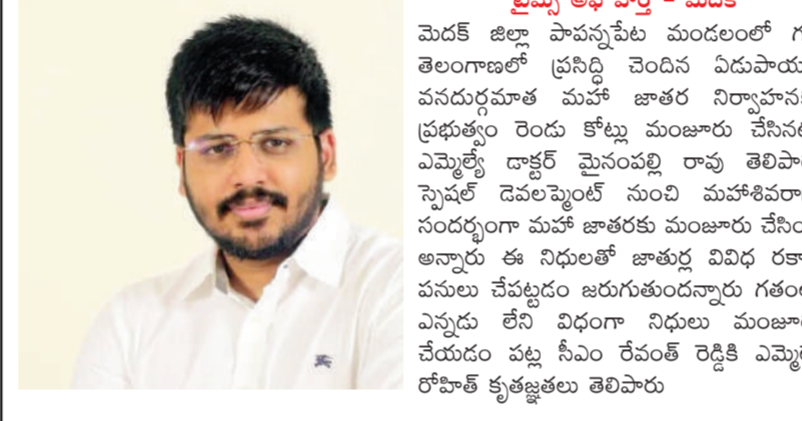 టైమ్స్ ఆఫ్ వార్త - మెదక్
మెదక్ జిల్లా పాపన్నపేట మండలంలో గ
తెలంగాణలో ప్రసిద్ధి చెందిన ఏడుపాయ
వనదుర్గమాత మహా జాతర నిర్వాహన
ప్రభుత్వం రెండు కోట్లు మంజూరు చేసిన
ఎమ్మెల్యే డాక్టర్ మైనంపల్లి రావు తెలిపా
స్పెషల్ డెవలప్మెంట్ నుంచి మహాశివరా
సందర్భంగా మహా జాతరకు మంజూరు చేసిం
అన్నారు ఈ నిధులతో జాతుర్ల వివిధ రకా
పనులు చేపట్టడం జరుగుతుందన్నారు గతం
ఎన్నడు లేని విధంగా నిధులు మంజూ
చేయడం పట్ల సీఎం రేవంత్ రెడ్డికి ఎమ్మె
రోహిత్ కృతజ్ఞతలు తెలిపారు